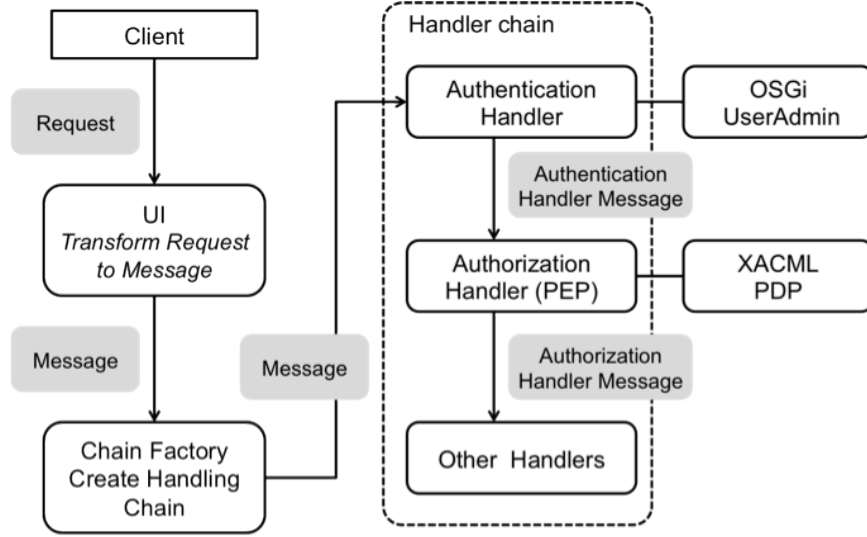 Client
Request
UI
Transform Request
to Message
Message
Chain Factory
Create Handling
Chain
Message
Handler chain
Authentication
Handler
OSGi
UserAdmin
Authentication
Handler Message
Authorization
Handler (PEP)
XACML
PDP
Authorization
Handler Message
Other Handlers